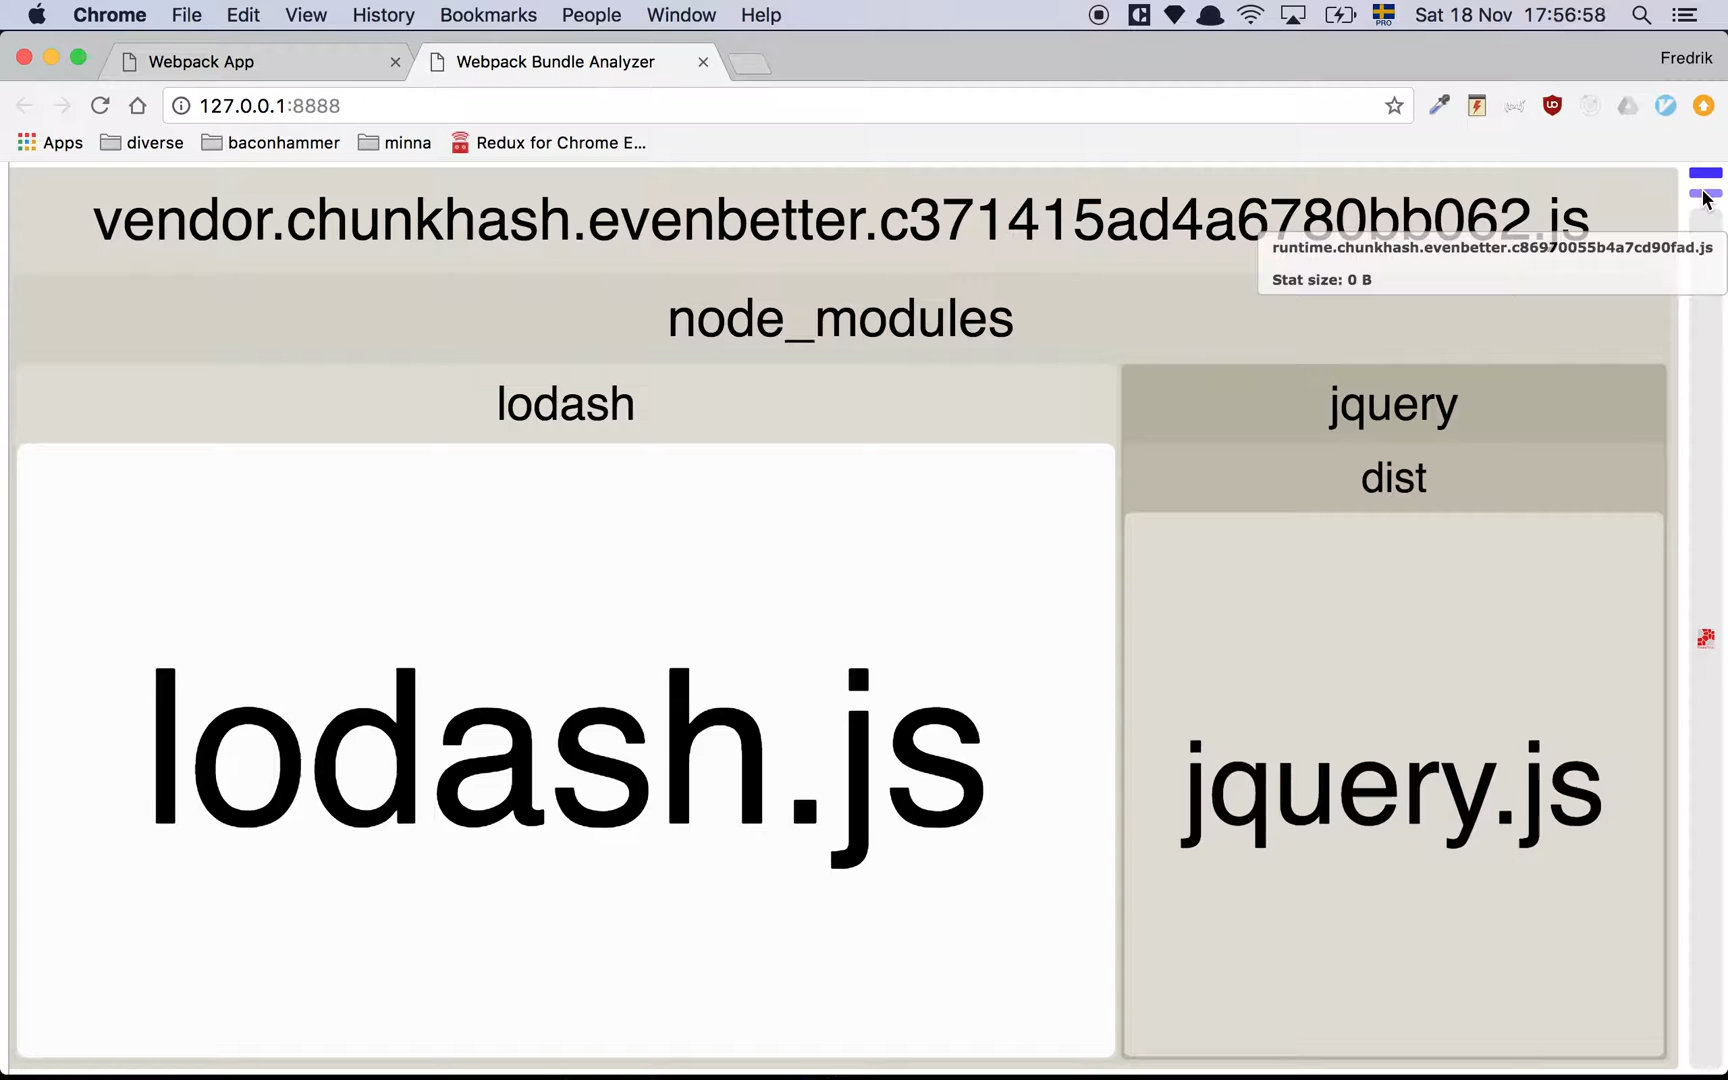 Chrome File Edit View History Bookmarks People Window Help PRO Sat 18 Nov 17:56:58
Webpack App Webpack Bundle Analyzer Fredrik
127.0.0.1:8888
Apps diverse baconhammer minna Redux for Chrome E...
vendor.chunkhash.evenbetter.c371415ad4a6780bb062.js
runtime.chunkhash.evenbetter.c86970055b4a7cd90fad.js
Stat size: 0 B
node_modules
lodash jquery
dist
lodash.js jquery.js